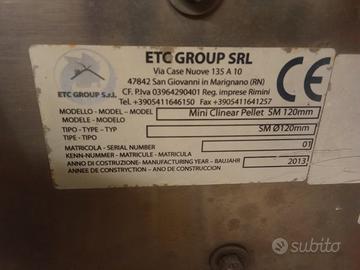 ETC GROUP S.r.l.
ETC GROUP SRL
Via Case Nuove 135 A 10
47842 San Giovanni in Marignano (RN)
CF. P.Iva 03964290401 Reg. imprese Rimini
Tel. +3905411646150 Fax +3905411641257
CE
MODELLO - MODEL - MODEL Mini Clinear Pellet SM 120mm
MODELE - MODELO
TIPO - TYPE - TYP SM Ø120mm
TIPE - TIPO
MATRICOLA - SERIAL NUMBER 01
KENN-NUMMER - MATRICULE - MATRICULA
ANNO DI COSTRUZIONE- MANUFACTURING YEAR - BAUJAHR 2013
ANNEE DE CONSTRYCTION - ANO DE CONSTRUCCION
subito